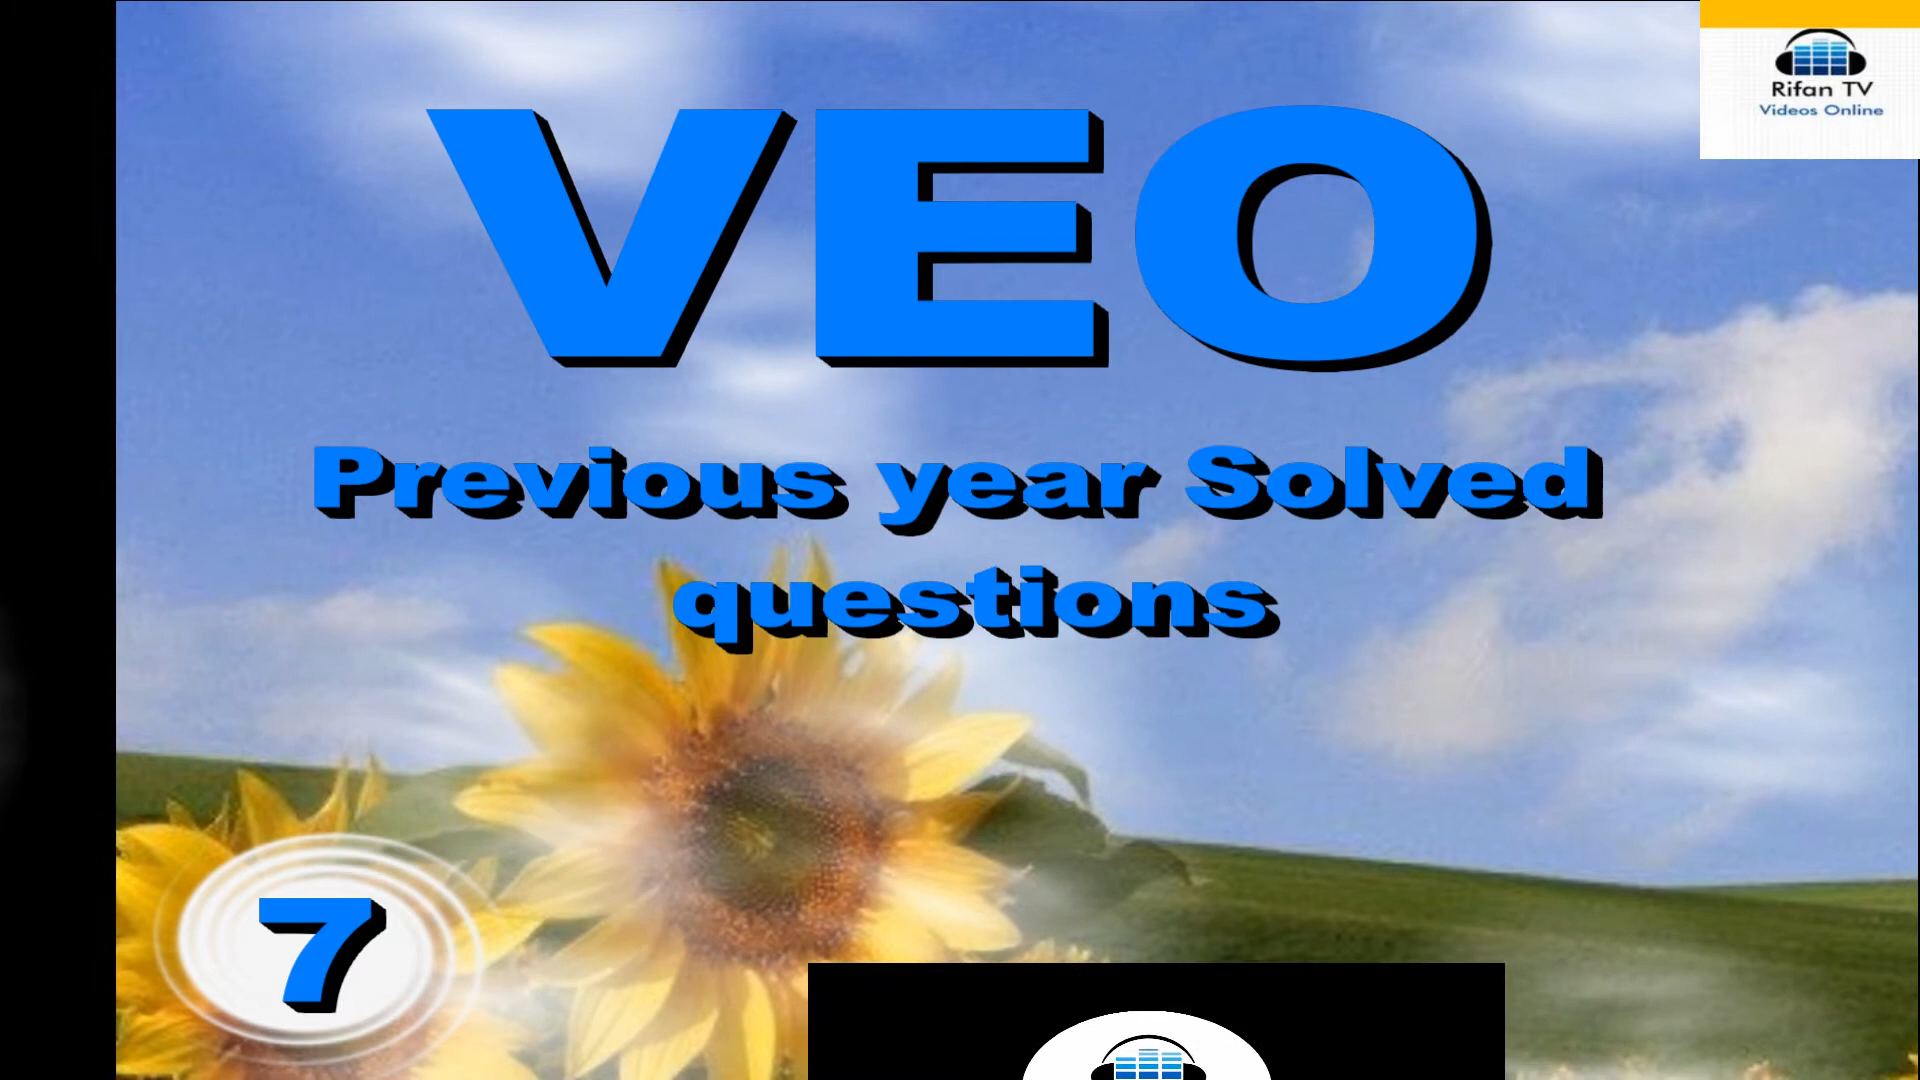 VEO
Rifan TV
Videos Online
Previous year Solved
questions
7